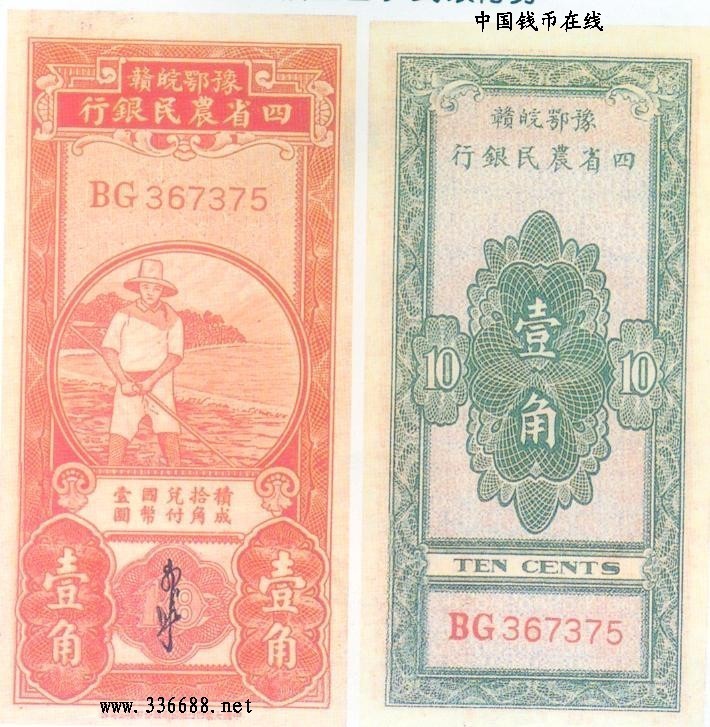 中国钱币在线
豫鄂皖贛
四省農民銀行
BG 367375
積成
拾角
兌付
國幣
壹圓
壹角
壹角
www.336688.net
豫鄂皖贛
四省農民銀行
壹角
10
10
TEN CENTS
BG 367375